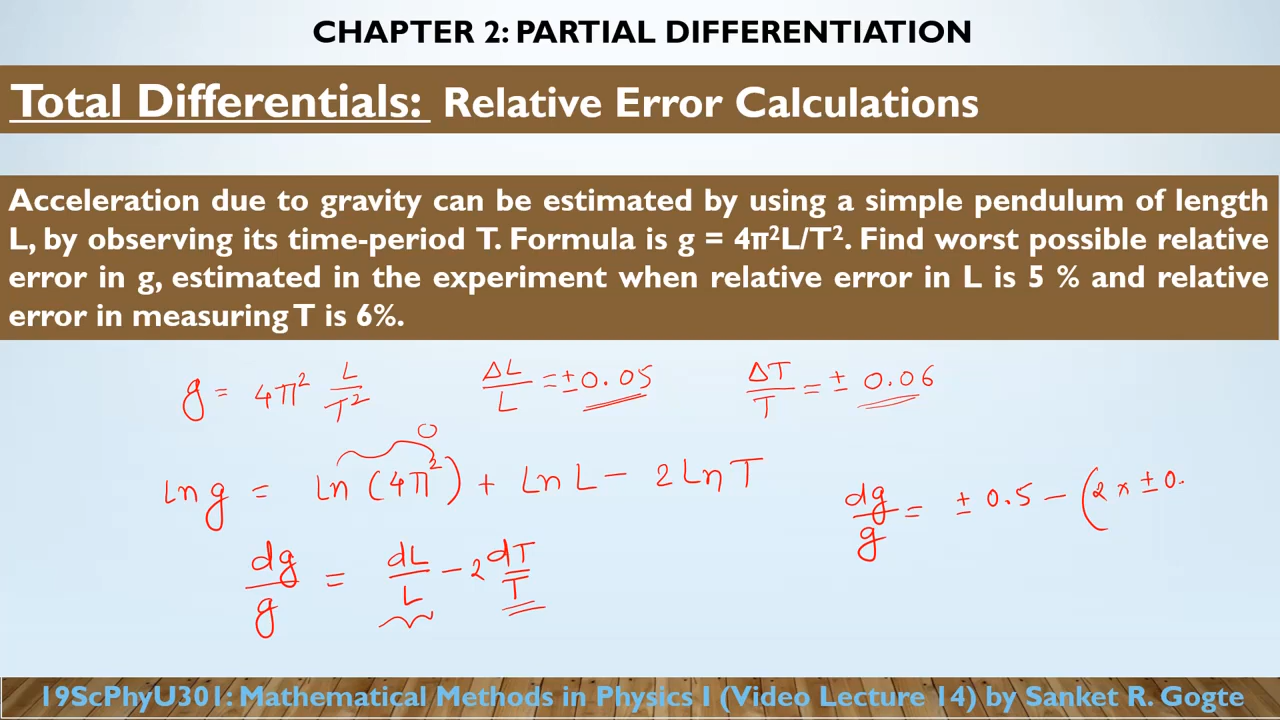 CHAPTER 2: PARTIAL DIFFERENTIATION
Total Differentials: Relative Error Calculations
Acceleration due to gravity can be estimated by using a simple pendulum of length
L, by observing its time-period T. Formula is g = 4π²L/T². Find worst possible relative
error in g, estimated in the experiment when relative error in L is 5 % and relative
error in measuring T is 6%.
g = 4π² L/T² ΔL/L = ± 0.05 ΔT/T = ± 0.06
0
ln g = ln (4π²) + ln L - 2 ln T
dg/g = ± 0.5 - (2 × ± 0.
dg/g = dL/L - 2 dT/T
19ScPhyU301: Mathematical Methods in Physics I (Video Lecture 14) by Sanket R. Gogte